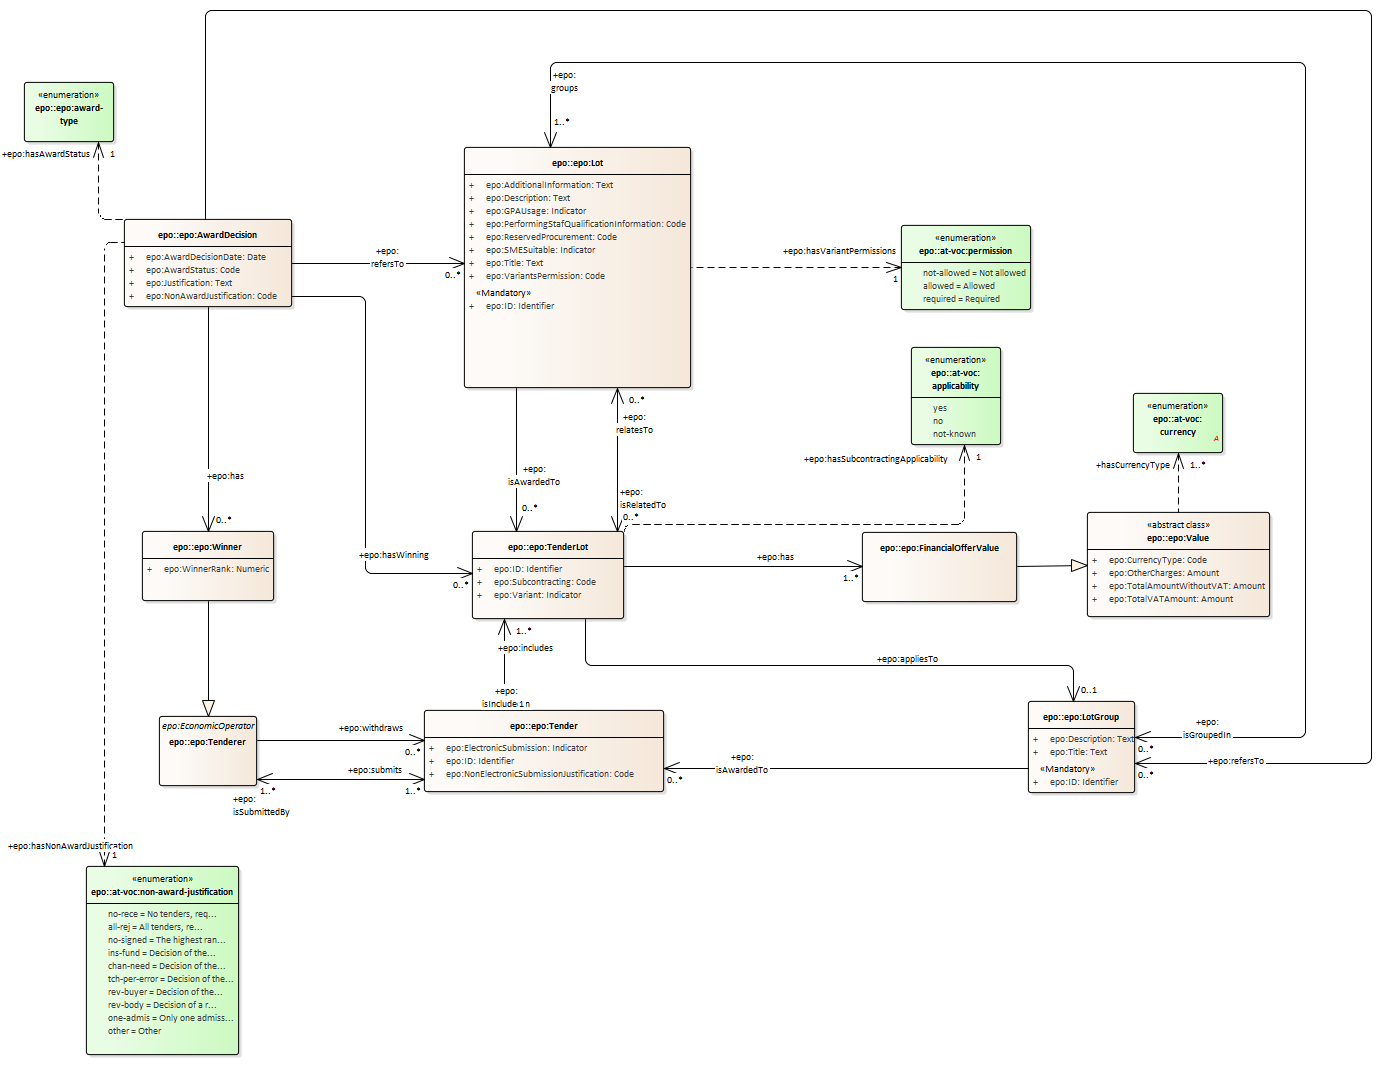 +epo:
groups
1..*
«enumeration»
epo::epo:award-
type
+epo:hasAwardStatus
1
epo::epo:Lot
+ epo:AdditionalInformation: Text
+ epo:Description: Text
+ epo:GPAUsage: Indicator
+ epo:PerformingStafQualificationInformation: Code
+ epo:ReservedProcurement: Code
+ epo:SMESuitable: Indicator
+ epo:Title: Text
+ epo:VariantsPermission: Code
«Mandatory»
+ epo:ID: Identifier
epo::epo:AwardDecision
+ epo:AwardDecisionDate: Date
+ epo:AwardStatus: Code
+ epo:Justification: Text
+ epo:NonAwardJustification: Code
+epo:
refersTo
0..*
+epo:hasVariantPermissions
1
«enumeration»
epo::at-voc:permission
not-allowed = Not allowed
allowed = Allowed
required = Required
«enumeration»
epo::at-voc:
applicability
yes
no
not-known
+epo:hasSubcontractingApplicability
1
«enumeration»
epo::at-voc:
currency
A
+hasCurrencyType
1..*
0..*
+epo:
relatesTo
+epo:
isAwardedTo
0..*
+epo:
isRelatedTo
0..*
+epo:has
0..*
+epo:hasWinning
0..*
epo::epo:Winner
+ epo:WinnerRank: Numeric
epo::epo:TenderLot
+ epo:ID: Identifier
+ epo:Subcontracting: Code
+ epo:Variant: Indicator
+epo:has
1..*
epo::epo:FinancialOfferValue
«abstract class»
epo::epo:Value
+ epo:CurrencyType: Code
+ epo:OtherCharges: Amount
+ epo:TotalAmountWithoutVAT: Amount
+ epo:TotalVATAmount: Amount
1..*
+epo:includes
+epo:
isInclude1n
+epo:appliesTo
0..1
epo:EconomicOperator
epo::epo:Tenderer
+epo:withdraws
0..*
+epo:submits
1..*
1..*
+epo:
isSubmittedBy
epo::epo:Tender
+ epo:ElectronicSubmission: Indicator
+ epo:ID: Identifier
+ epo:NonElectronicSubmissionJustification: Code
+epo:
isAwardedTo
0..*
epo::epo:LotGroup
+ epo:Description: Text
+ epo:Title: Text
«Mandatory»
+ epo:ID: Identifier
+epo:
isGroupedIn
0..*
+epo:refersTo
0..*
+epo:hasNonAwardJustification
1
«enumeration»
epo::at-voc:non-award-justification
no-rece = No tenders, req...
all-rej = All tenders, re...
no-signed = The highest ran...
ins-fund = Decision of the...
chan-need = Decision of the...
tch-per-error = Decision of the...
rev-buyer = Decision of the...
rev-body = Decision of a r...
one-admis = Only one admiss...
other = Other